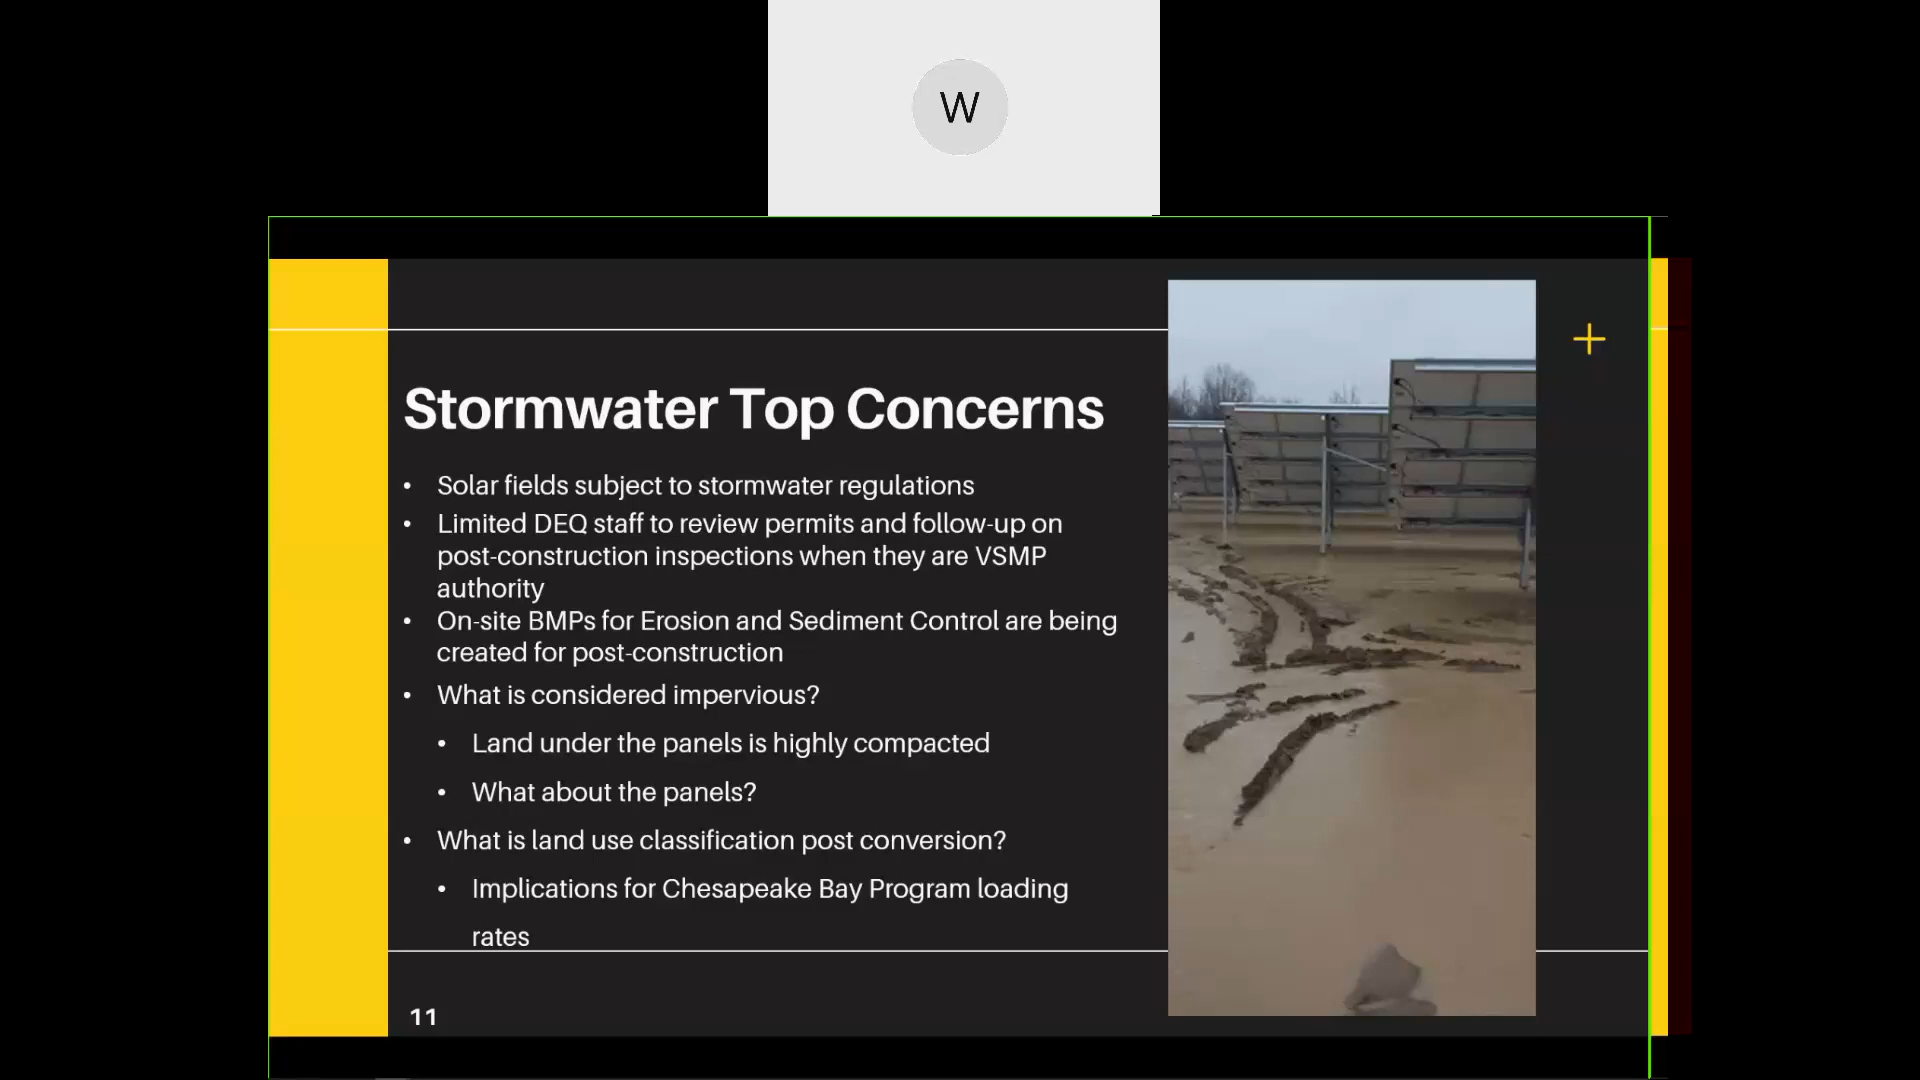 W
Stormwater Top Concerns
• Solar fields subject to stormwater regulations
• Limited DEQ staff to review permits and follow-up on
post-construction inspections when they are VSMP
authority
• On-site BMPs for Erosion and Sediment Control are being
created for post-construction
• What is considered impervious?
• Land under the panels is highly compacted
• What about the panels?
• What is land use classification post conversion?
• Implications for Chesapeake Bay Program loading
rates
11